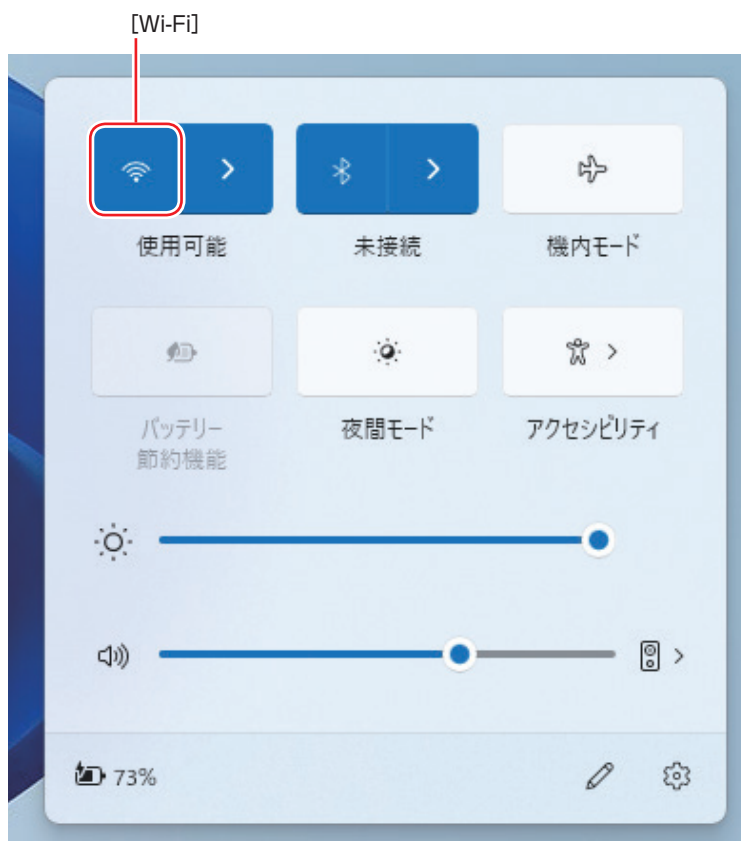 [Wi-Fi]
使用可能
未接続
機内モード
バッテリー
節約機能
夜間モード
アクセシビリティ
73%